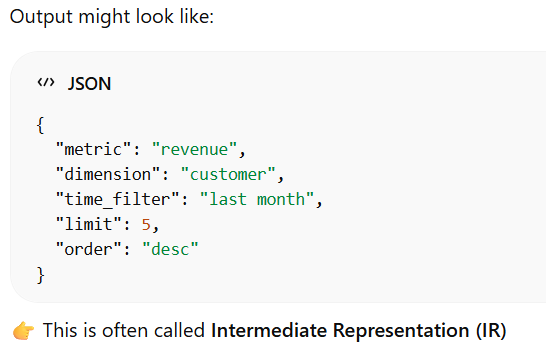 Output might look like:
</> JSON
{
"metric": "revenue",
"dimension": "customer",
"time_filter": "last month",
"limit": 5,
"order": "desc"
}
👉 This is often called Intermediate Representation (IR)